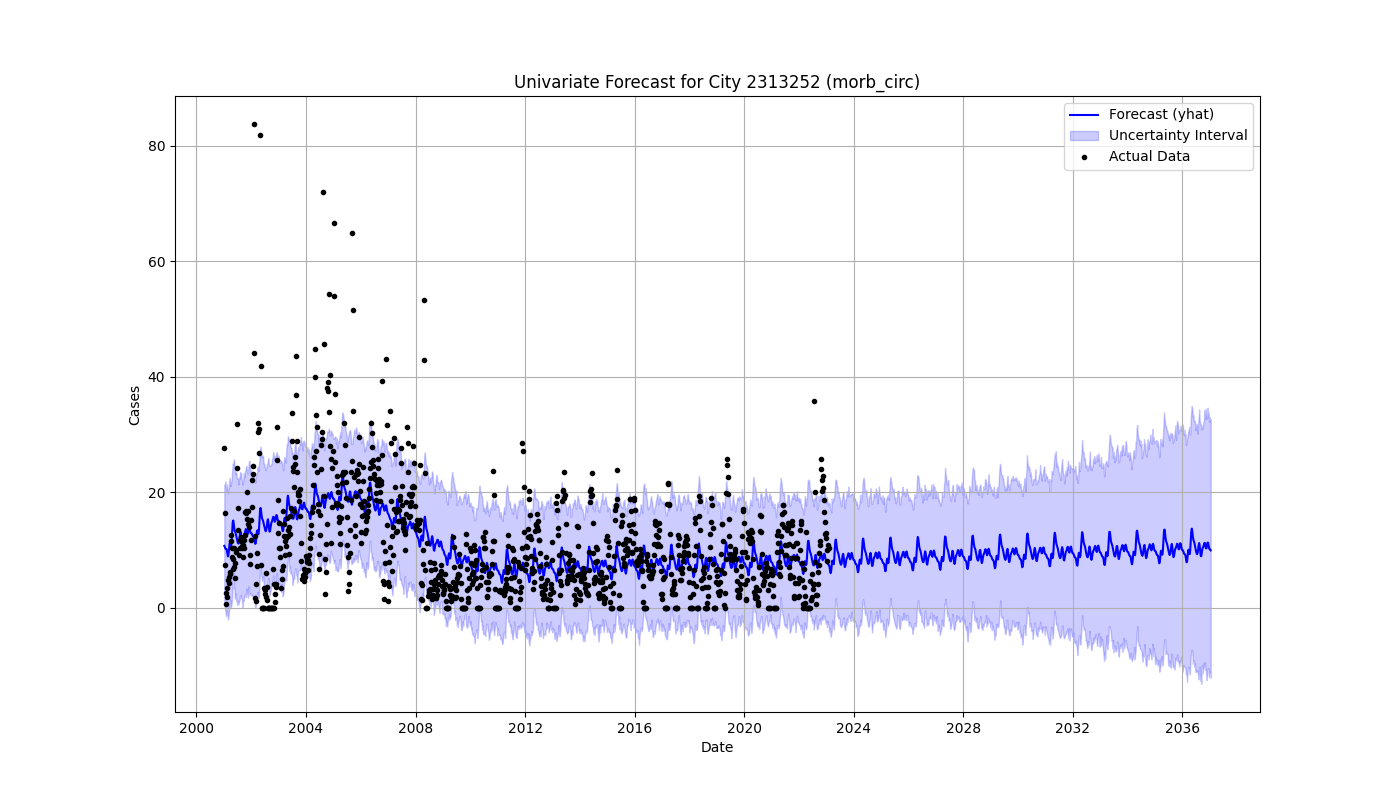 Univariate Forecast for City 2313252 (morb_circ)
Forecast (yhat)
Uncertainty Interval
Actual Data
Cases
80
60
40
20
0
2000 2004 2008 2012 2016 2020 2024 2028 2032 2036
Date